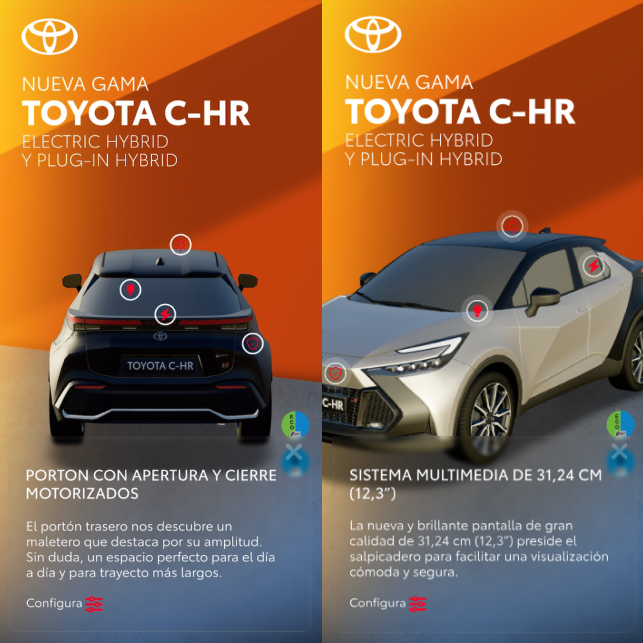 NUEVA GAMA
TOYOTA C-HR
ELECTRIC HYBRID
Y PLUG-IN HYBRID
TOYOTA C-HR
ECO
PORTON CON APERTURA Y CIERRE
MOTORIZADOS
El portón trasero nos descubre un
maletero que destaca por su amplitud.
Sin duda, un espacio perfecto para el día
a día y para trayecto más largos.
Configura
NUEVA GAMA
TOYOTA C-HR
ELECTRIC HYBRID
Y PLUG-IN HYBRID
C-HR
ECO
SISTEMA MULTIMEDIA DE 31,24 CM
(12,3”)
La nueva y brillante pantalla de gran
calidad de 31,24 cm (12,3”) preside el
salpicadero para facilitar una visualización
cómoda y segura.
Configura